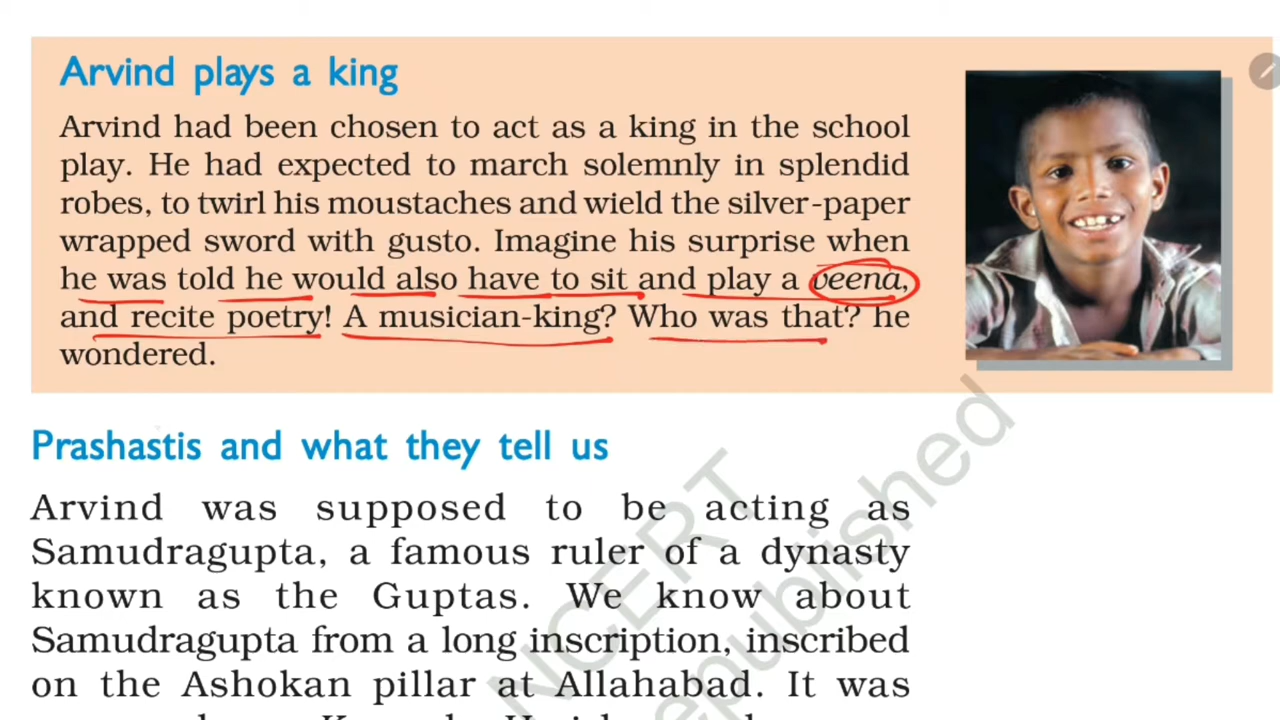 Arvind plays a king
Arvind had been chosen to act as a king in the school
play. He had expected to march solemnly in splendid
robes, to twirl his moustaches and wield the silver-paper
wrapped sword with gusto. Imagine his surprise when
he was told he would also have to sit and play a veena,
and recite poetry! A musician-king? Who was that? he
wondered.
Prashastis and what they tell us
Arvind was supposed to be acting as
Samudragupta, a famous ruler of a dynasty
known as the Guptas. We know about
Samudragupta from a long inscription, inscribed
on the Ashokan pillar at Allahabad. It was
NCERT
republished